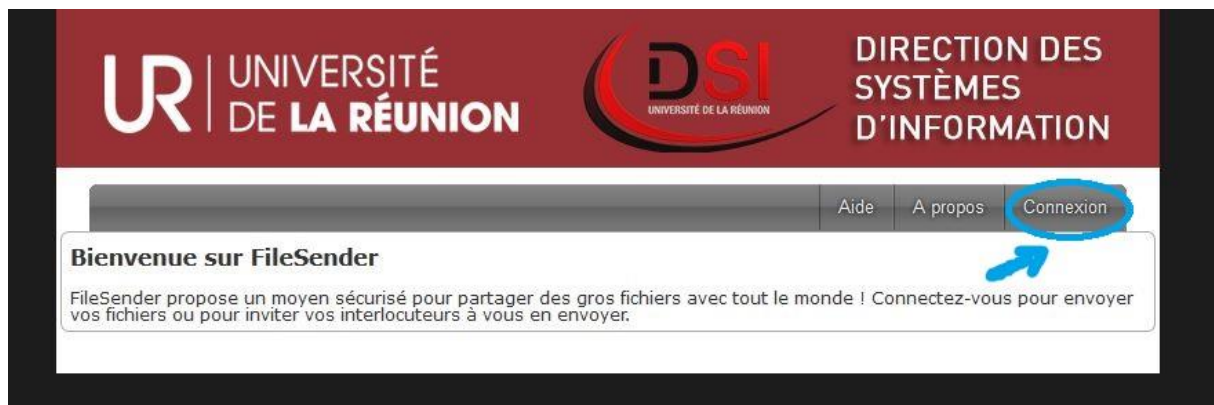 UR UNIVERSITÉ
DE LA RÉUNION
DSI
UNIVERSITÉ DE LA RÉUNION
DIRECTION DES
SYSTÈMES
D'INFORMATION
Aide A propos Connexion
Bienvenue sur FileSender
FileSender propose un moyen sécurisé pour partager des gros fichiers avec tout le monde ! Connectez-vous pour envoyer
vos fichiers ou pour inviter vos interlocuteurs à vous en envoyer.